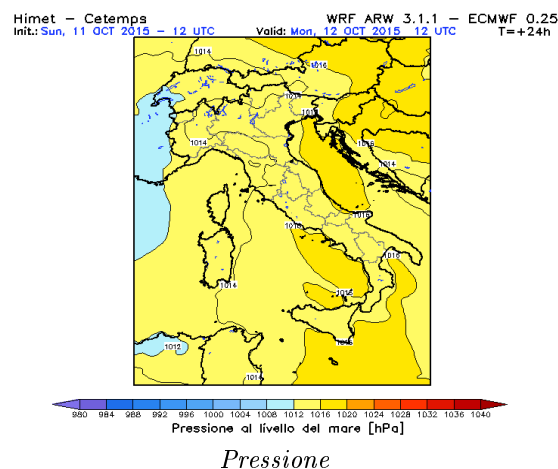 Himet – Cetemps WRF ARW 3.1.1 – ECMWF 0.25
Init.: Sun, 11 OCT 2015 – 12 UTC Valid: Mon, 12 OCT 2015 12 UTC T=+24h
1014
1016
1014
1014
1016
1014
1016
1016
1016
1014
1016
1012
1016
1014
980 984 988 992 996 1000 1004 1008 1012 1016 1020 1024 1028 1032 1036 1040
Pressione al livello del mare [hPa]
Pressione